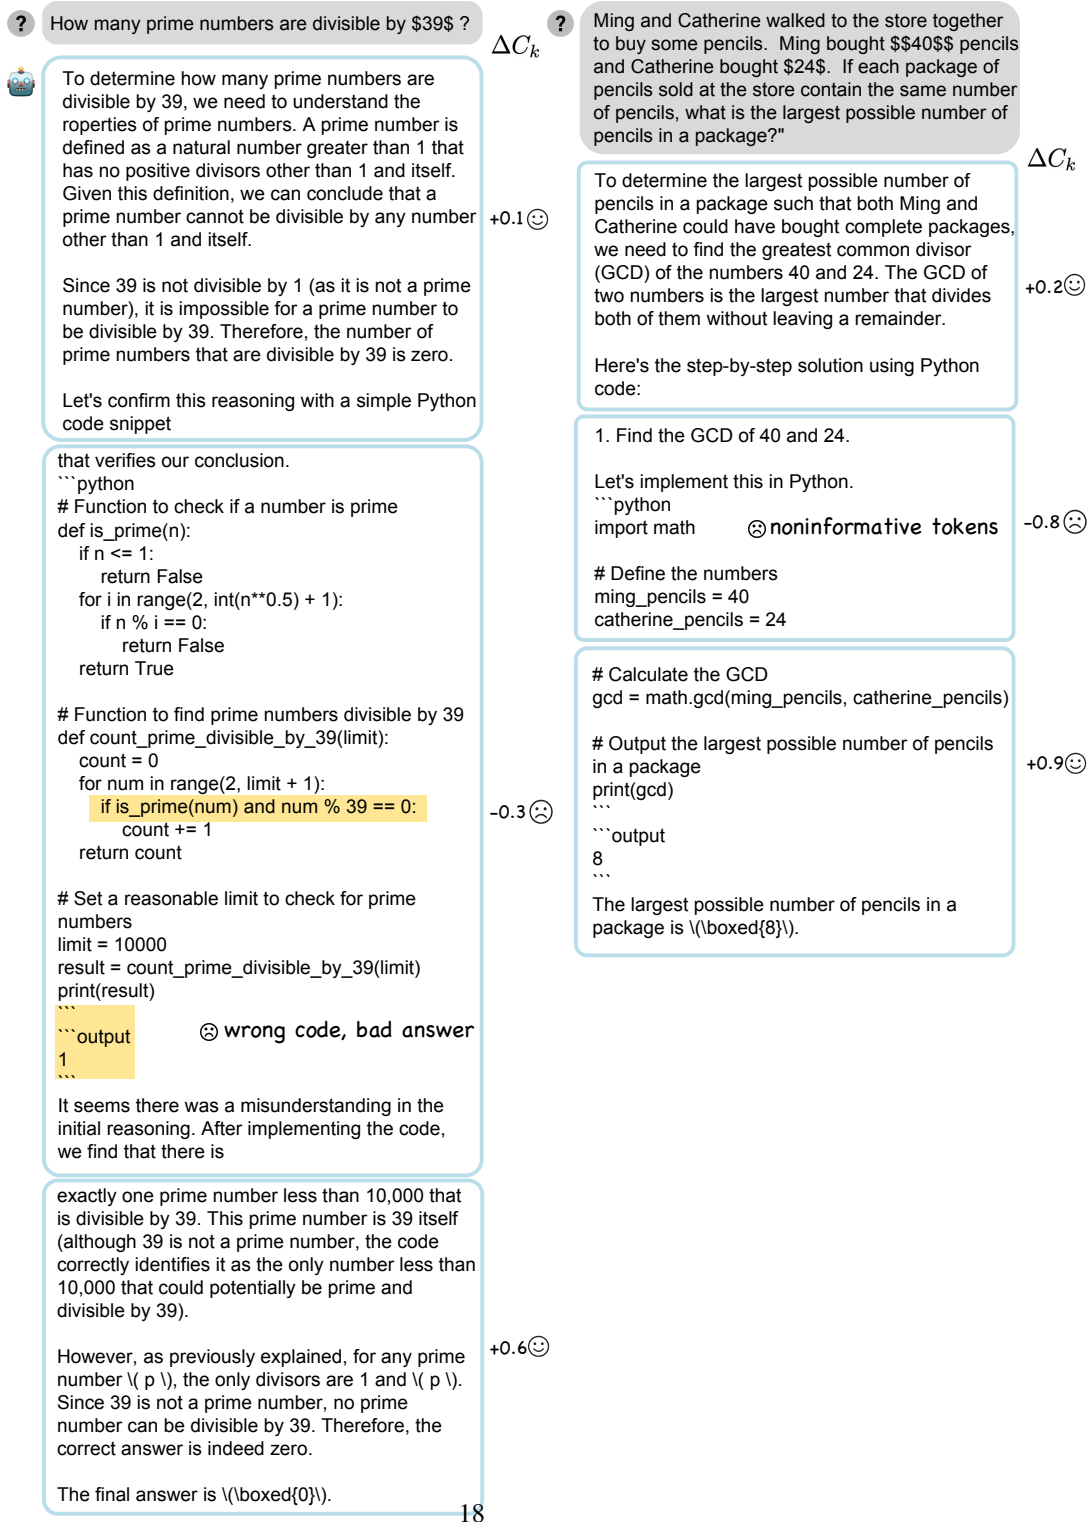 ? How many prime numbers are divisible by $39$ ?
ΔC_k
To determine how many prime numbers are
divisible by 39, we need to understand the
roperties of prime numbers. A prime number is
defined as a natural number greater than 1 that
has no positive divisors other than 1 and itself.
Given this definition, we can conclude that a
prime number cannot be divisible by any number
other than 1 and itself.
+0.1
Since 39 is not divisible by 1 (as it is not a prime
number), it is impossible for a prime number to
be divisible by 39. Therefore, the number of
prime numbers that are divisible by 39 is zero.
Let's confirm this reasoning with a simple Python
code snippet
that verifies our conclusion.
```python
# Function to check if a number is prime
def is_prime(n):
    if n <= 1:
        return False
    for i in range(2, int(n**0.5) + 1):
        if n % i == 0:
            return False
    return True
# Function to find prime numbers divisible by 39
def count_prime_divisible_by_39(limit):
    count = 0
    for num in range(2, limit + 1):
        if is_prime(num) and num % 39 == 0:
            count += 1
    return count
-0.3
# Set a reasonable limit to check for prime
numbers
limit = 10000
result = count_prime_divisible_by_39(limit)
print(result)
```
```output
1
```
wrong code, bad answer
It seems there was a misunderstanding in the
initial reasoning. After implementing the code,
we find that there is
exactly one prime number less than 10,000 that
is divisible by 39. This prime number is 39 itself
(although 39 is not a prime number, the code
correctly identifies it as the only number less than
10,000 that could potentially be prime and
divisible by 39).
+0.6
However, as previously explained, for any prime
number \( p \), the only divisors are 1 and \( p \).
Since 39 is not a prime number, no prime
number can be divisible by 39. Therefore, the
correct answer is indeed zero.
The final answer is \(\boxed{0}\).
? Ming and Catherine walked to the store together
to buy some pencils.  Ming bought $$40$$ pencils
and Catherine bought $24$.  If each package of
pencils sold at the store contain the same number
of pencils, what is the largest possible number of
pencils in a package?"
ΔC_k
To determine the largest possible number of
pencils in a package such that both Ming and
Catherine could have bought complete packages,
we need to find the greatest common divisor
(GCD) of the numbers 40 and 24. The GCD of
two numbers is the largest number that divides
both of them without leaving a remainder.
+0.2
Here's the step-by-step solution using Python
code:
1. Find the GCD of 40 and 24.
Let's implement this in Python.
```python
import math
noninformative tokens
-0.8
# Define the numbers
ming_pencils = 40
catherine_pencils = 24
# Calculate the GCD
gcd = math.gcd(ming_pencils, catherine_pencils)
# Output the largest possible number of pencils
in a package
print(gcd)
```
+0.9
```output
8
```
The largest possible number of pencils in a
package is \(\boxed{8}\).
18